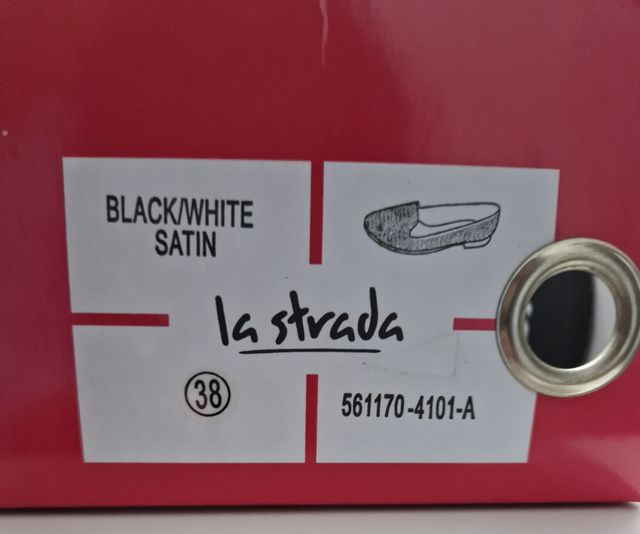 BLACK/WHITE
SATIN
la strada
38
561170-4101-A